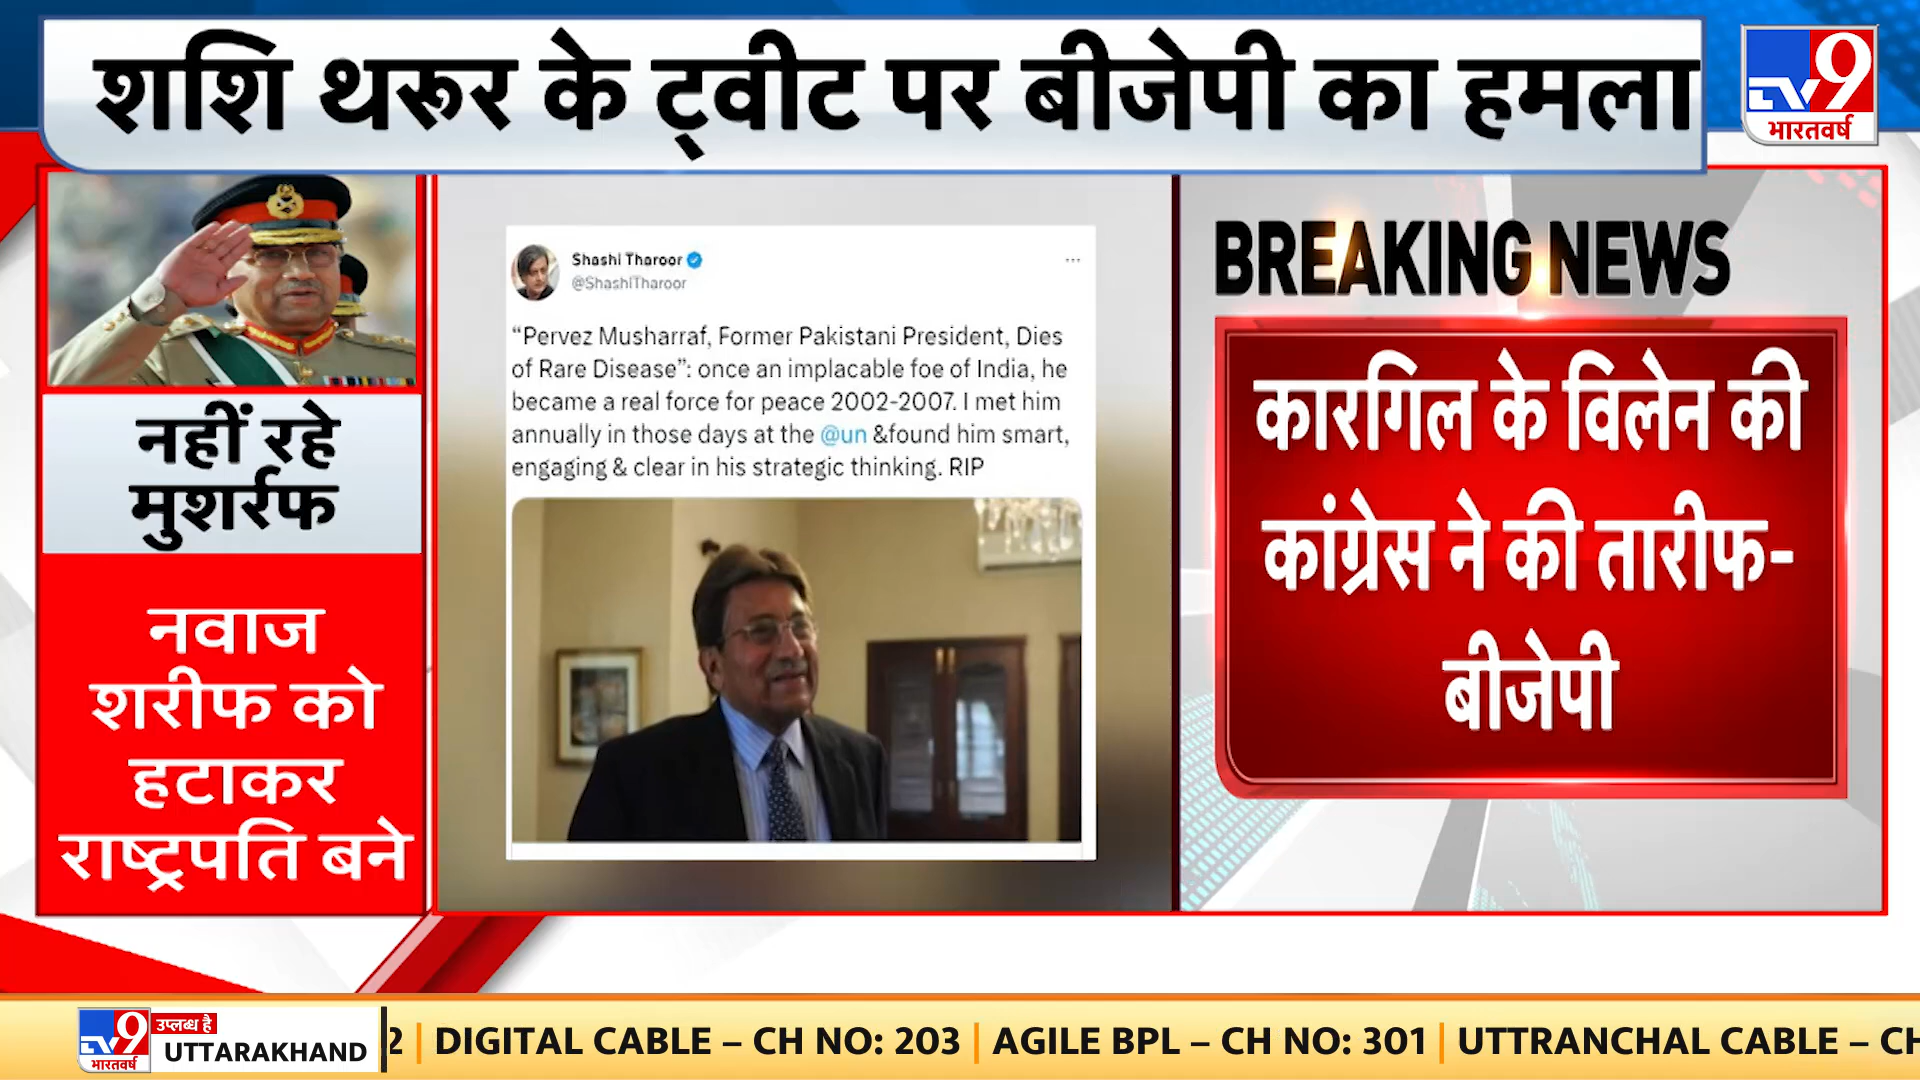 शशि थरूर के ट्वीट पर बीजेपी का हमला
TV9
भारतवर्ष
नहीं रहे
मुशर्रफ
नवाज
शरीफ को
हटाकर
राष्ट्रपति बने
Shashi Tharoor
@ShashiTharoor
“Pervez Musharraf, Former Pakistani President, Dies
of Rare Disease”: once an implacable foe of India, he
became a real force for peace 2002-2007. I met him
annually in those days at the @un &found him smart,
engaging & clear in his strategic thinking. RIP
BREAKING NEWS
कारगिल के विलेन की
कांग्रेस ने की तारीफ-
बीजेपी
TV9
भारतवर्ष
उप्लब्ध है
UTTARAKHAND
2 | DIGITAL CABLE – CH NO: 203 | AGILE BPL – CH NO: 301 | UTTRANCHAL CABLE – CH